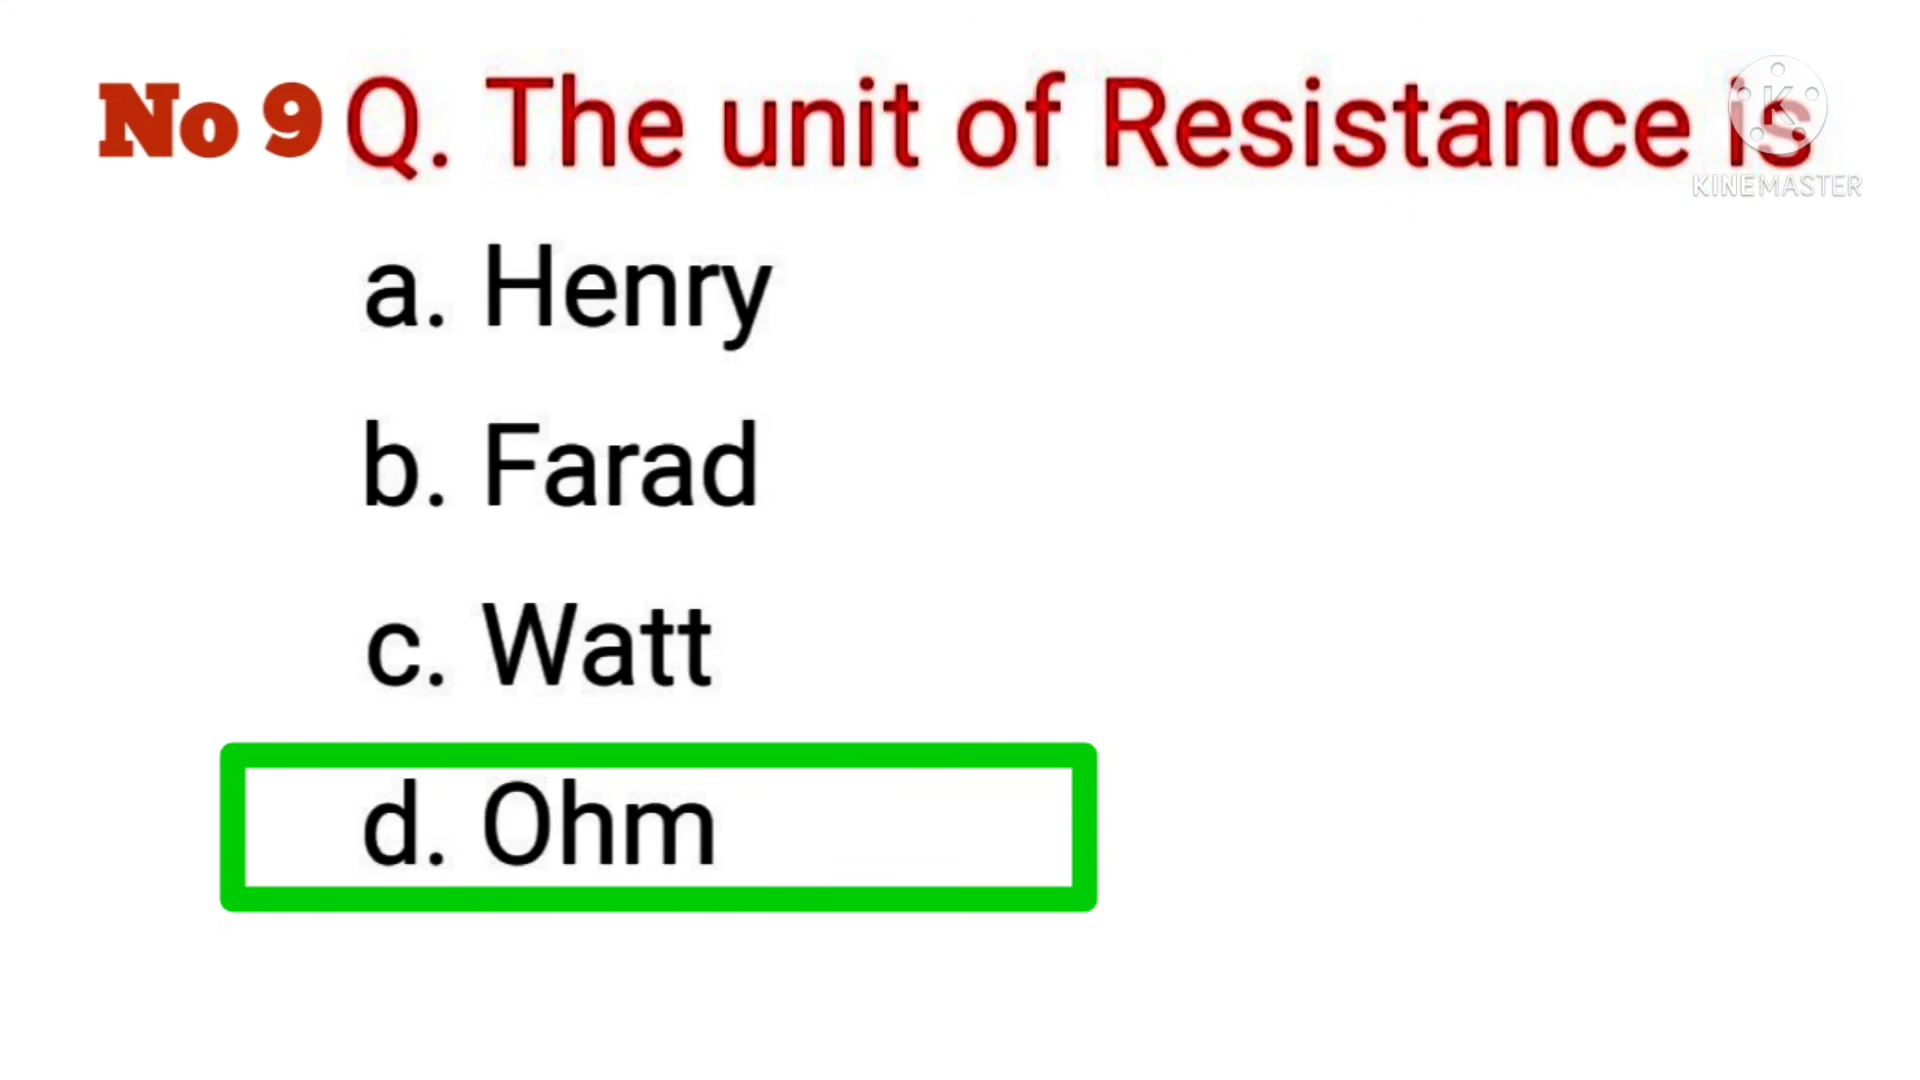 No 9 Q. The unit of Resistance is
KINEMASTER
a. Henry
b. Farad
c. Watt
d. Ohm